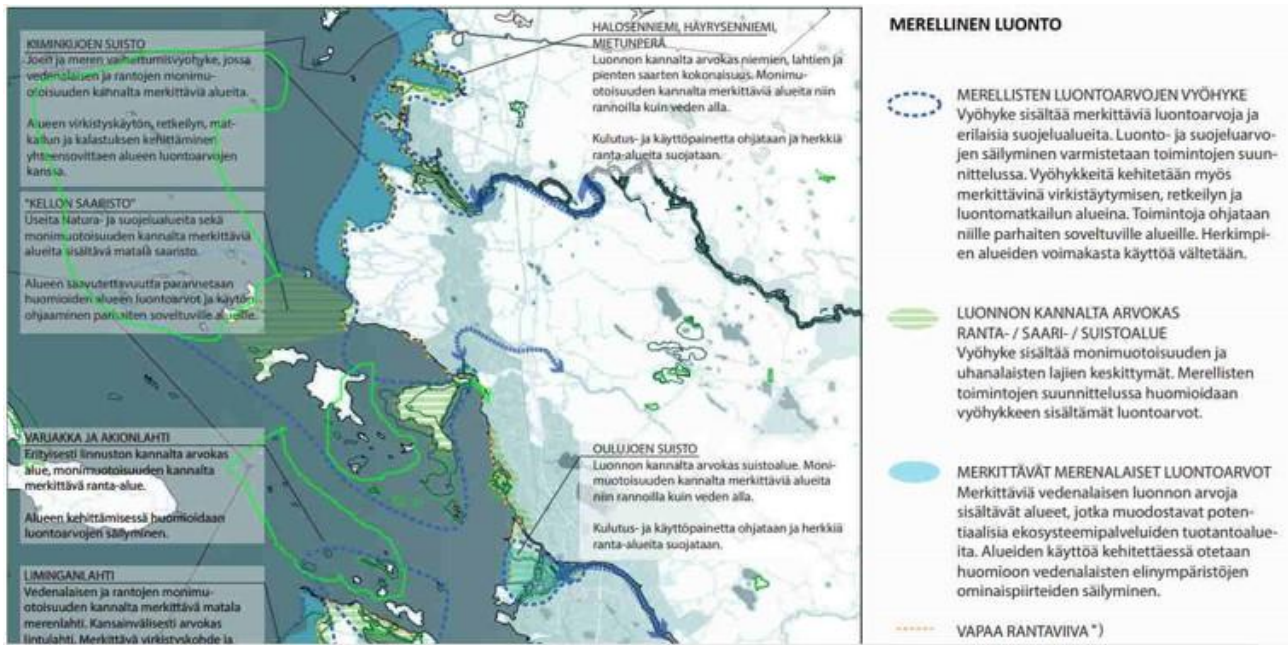 KIIMINKIJOEN SUISTO
Joen ja meren vaihettumisvyöhyke, jossa
vedenalaisen ja rantojen monimu-
otoisuuden kannalta merkittäviä alueita.
Alueen virkistyskäytön, retkeilyn, mat-
kailun ja kalastuksen kehittäminen
yhteensovittaen alueen luontoarvojen
kanssa.
"KELLON SAARISTO"
Useita Natura- ja suojelualueita sekä
monimuotoisuuden kannalta merkittäviä
alueita sisältävä matala saaristo.
Alueen saavutettavuutta parannetaan
huomioiden alueen luontoarvot ja käytön
ohjaaminen parhaiten soveltuville alueille.
VARJAKKA JA AKIONLAHTI
Erityisesti linnuston kannalta arvokas
alue, monimuotoisuuden kannalta
merkittävä ranta-alue.
Alueen kehittämisessä huomioidaan
luontoarvojen säilyminen.
LIMINGANLAHTI
Vedenalaisen ja rantojen monimu-
otoisuuden kannalta merkittävä matala
merenlahti. Kansainvälisesti arvokas
lintulahti. Merkittävä virkistyskohde ja
HALOSENNIEMI, HÄYRYSENNIEMI,
MIETUNPERÄ
Luonnon kannalta arvokas niemien, lahtien ja
pienten saarten kokonaisuus. Monimu-
otoisuuden kannalta merkittäviä alueita niin
rannoilla kuin veden alla.
Kulutus- ja käyttöpainetta ohjataan ja herkkiä
ranta-alueita suojataan.
OULUJOEN SUISTO
Luonnon kannalta arvokas suistoalue. Moni-
muotoisuuden kannalta merkittäviä alueita
niin rannoilla kuin veden alla.
Kulutus- ja käyttöpainetta ohjataan ja herkkiä
ranta-alueita suojataan.
MERELLINEN LUONTO
MERELLISTEN LUONTOARVOJEN VYÖHYKE
Vyöhyke sisältää merkittäviä luontoarvoja ja
erilaisia suojelualueita. Luonto- ja suojeluarvo-
jen säilyminen varmistetaan toimintojen suun-
nittelussa. Vyöhykkeitä kehitetään myös
merkittävinä virkistäytymisen, retkeilyn ja
luontomatkailun alueina. Toimintoja ohjataan
niille parhaiten soveltuville alueille. Herkimpi-
en alueiden voimakasta käyttöä vältetään.
LUONNON KANNALTA ARVOKAS
RANTA- / SAARI- / SUISTOALUE
Vyöhyke sisältää monimuotoisuuden ja
uhanalaisten lajien keskittymät. Merellisten
toimintojen suunnittelussa huomioidaan
vyöhykkeen sisältämät luontoarvot.
MERKITTÄVÄT MERENALAISET LUONTOARVOT
Merkittäviä vedenalaisen luonnon arvoja
sisältävät alueet, jotka muodostavat poten-
tiaalisia ekosysteemipalveluiden tuotantoalue-
ita. Alueiden käyttöä kehitettäessä otetaan
huomioon vedenalaisten elinympäristöjen
ominaispiirteiden säilyminen.
VAPAA RANTAVIIVA *)